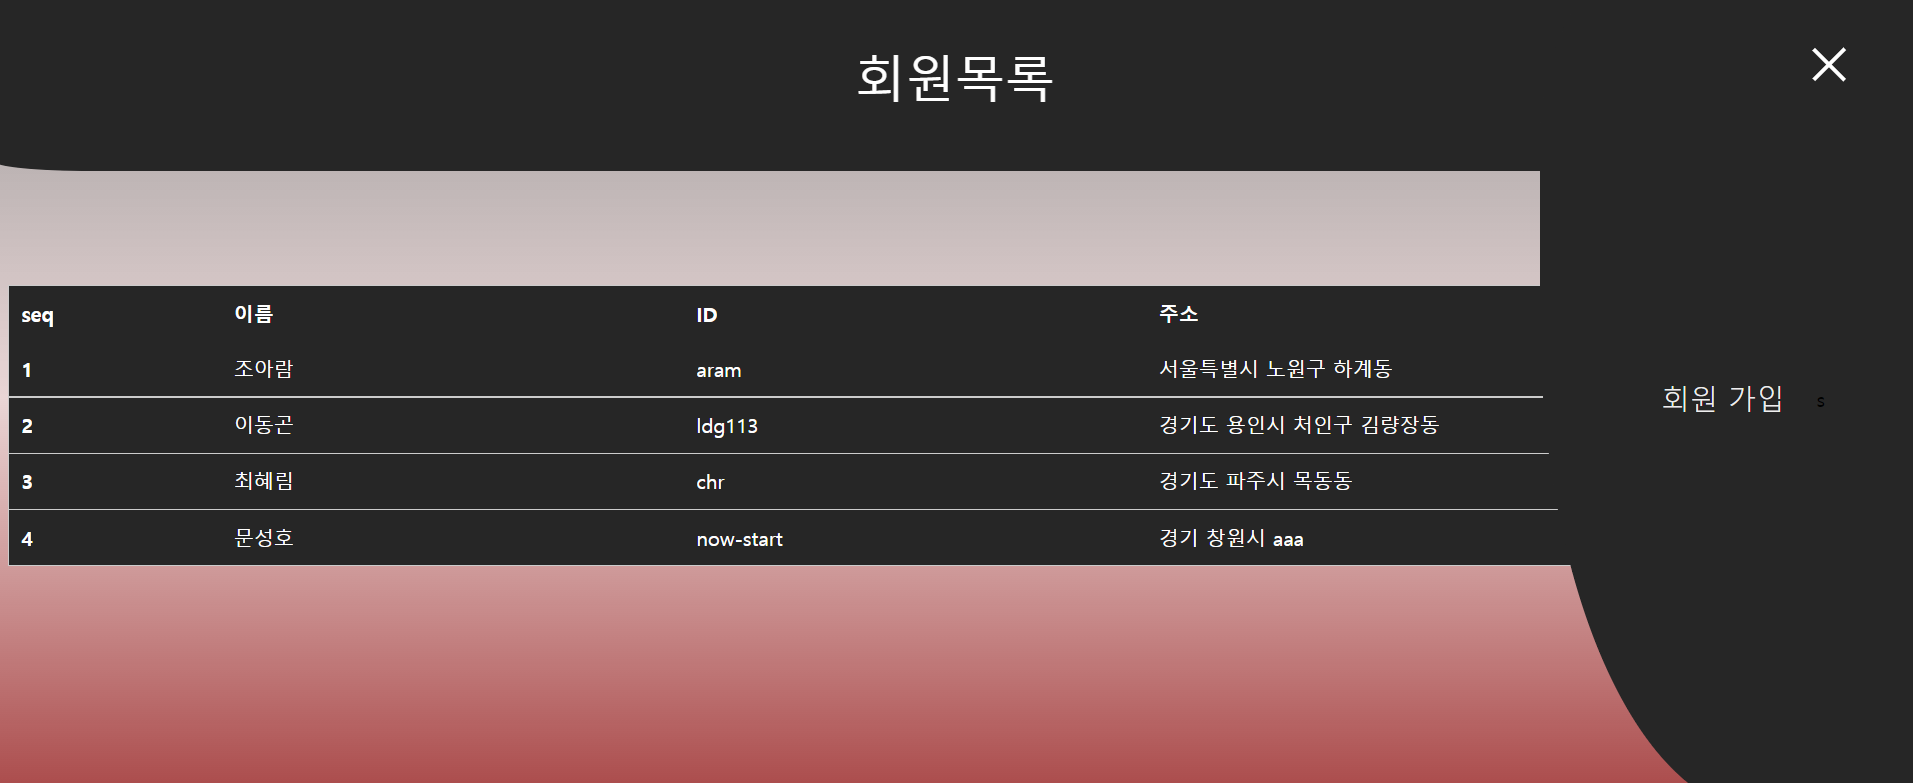 회원목록
seq 이름 ID 주소
1 조아람 aram 서울특별시 노원구 하계동
2 이동곤 ldg113 경기도 용인시 처인구 김량장동
회원 가입 s
3 최혜림 chr 경기도 파주시 목동동
4 문성호 now-start 경기 창원시 aaa